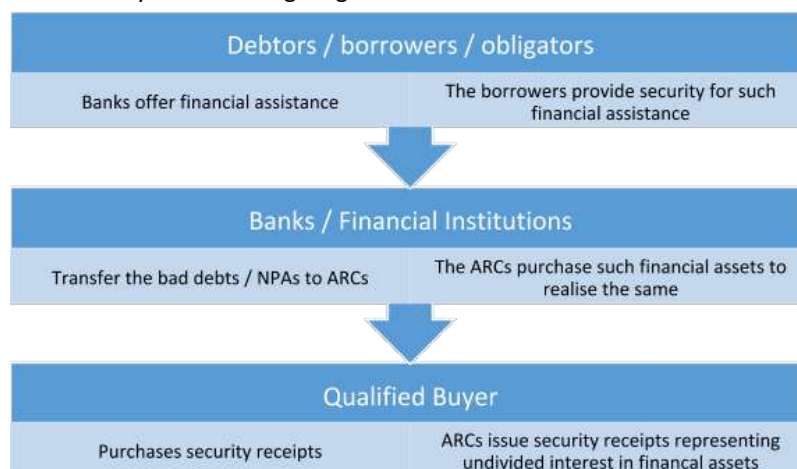 Debtors / borrowers / obligators
Banks offer financial assistance
The borrowers provide security for such
financial assistance
Banks / Financial Institutions
Transfer the bad debts / NPAs to ARCs
The ARCs purchase such financial assets to
realise the same
Qualified Buyer
Purchases security receipts
ARCs issue security receipts representing
undivided interest in financal assets